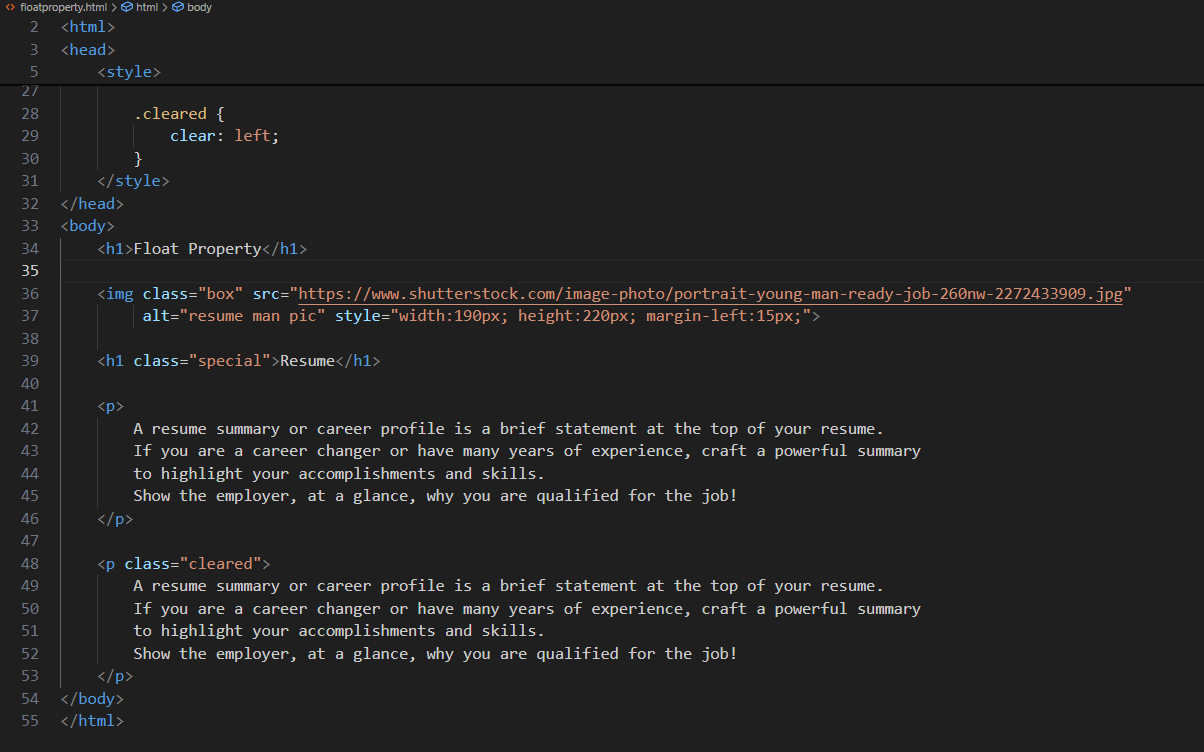 floatproperty.html > html > body
2 <html>
3 <head>
5 <style>
27
28 .cleared {
29 clear: left;
30 }
31 </style>
32 </head>
33 <body>
34 <h1>Float Property</h1>
35
36 <img class="box" src="https://www.shutterstock.com/image-photo/portrait-young-man-ready-job-260nw-2272433909.jpg"
37 alt="resume man pic" style="width:190px; height:220px; margin-left:15px;">
38
39 <h1 class="special">Resume</h1>
40
41 <p>
42 A resume summary or career profile is a brief statement at the top of your resume.
43 If you are a career changer or have many years of experience, craft a powerful summary
44 to highlight your accomplishments and skills.
45 Show the employer, at a glance, why you are qualified for the job!
46 </p>
47
48 <p class="cleared">
49 A resume summary or career profile is a brief statement at the top of your resume.
50 If you are a career changer or have many years of experience, craft a powerful summary
51 to highlight your accomplishments and skills.
52 Show the employer, at a glance, why you are qualified for the job!
53 </p>
54 </body>
55 </html>